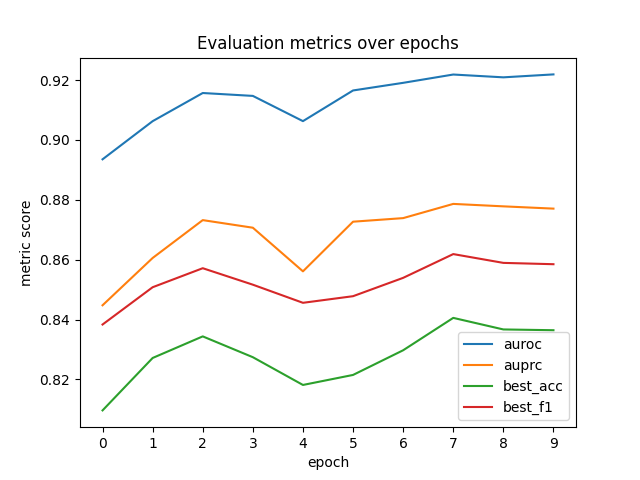 Evaluation metrics over epochs
metric score
0.92
0.90
0.88
0.86
0.84
0.82
auroc
auprc
best_acc
best_f1
0 1 2 3 4 5 6 7 8 9
epoch